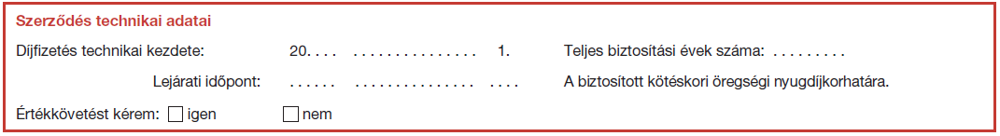 Szerződés technikai adatai
Díjfizetés technikai kezdete: 20. . . . . . . . . . . . . . . . . . . 1. Teljes biztosítási évek száma: . . . . . . . . .
Lejárati időpont: . . . . . . . . . . . . . . . . . . . . . . . . . A biztosított kötéskori öregségi nyugdíjkorhatára.
Értékkövetést kérem: ☐ igen ☐ nem